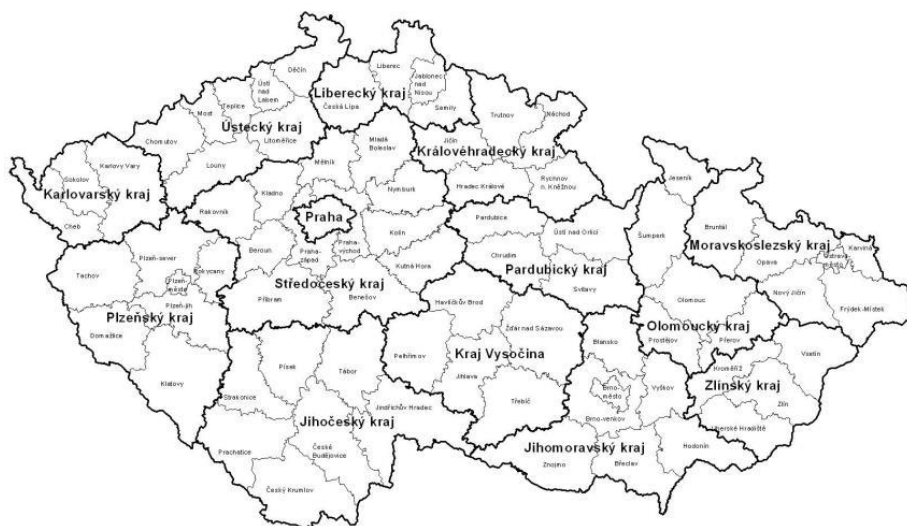 Děčín
Liberec
Ústí
nad
Labem
Jablonec
nad
Nisou
Teplice
Liberecký kraj
Česká Lípa
Most
Semily
Trutnov
Náchod
Ústecký kraj
Chomutov
Litoměřice
Mladá
Boleslav
Jičín
Královéhradecký kraj
Louny
Mělník
Karlovy Vary
Sokolov
Karlovarský kraj
Cheb
Kladno
Nymburk
Hradec Králové
Rychnov
n. Kněžnou
Jeseník
Rakovník
Praha
Pardubice
Kolín
Ústí nad Orlicí
Bruntál
Šumperk
Moravskoslezský kraj
Karviná
Ostrava-
město
Opava
Beroun
Praha-
západ
Praha-
východ
Chrudim
Pardubický kraj
Kutná Hora
Plzeň-sever
Rokycany
Tachov
Plzeň-
město
Středočeský kraj
Svitavy
Příbram
Benešov
Plzeň-jih
Plzeňský kraj
Havlíčkův Brod
Olomouc
Nový Jičín
Frýdek-Místek
Olomoucký kraj
Domažlice
Žďár nad Sázavou
Prostějov
Přerov
Blansko
Kraj Vysočina
Pelhřimov
Vsetín
Písek
Tábor
Jihlava
Kroměříž
Zlínský kraj
Klatovy
Strakonice
Třebíč
Brno-
město
Vyškov
Zlín
Jindřichův Hradec
Jihočeský kraj
Brno-venkov
Uherské Hradiště
Prachatice
České
Budějovice
Jihomoravský kraj
Hodonín
Znojmo
Břeclav
Český Krumlov